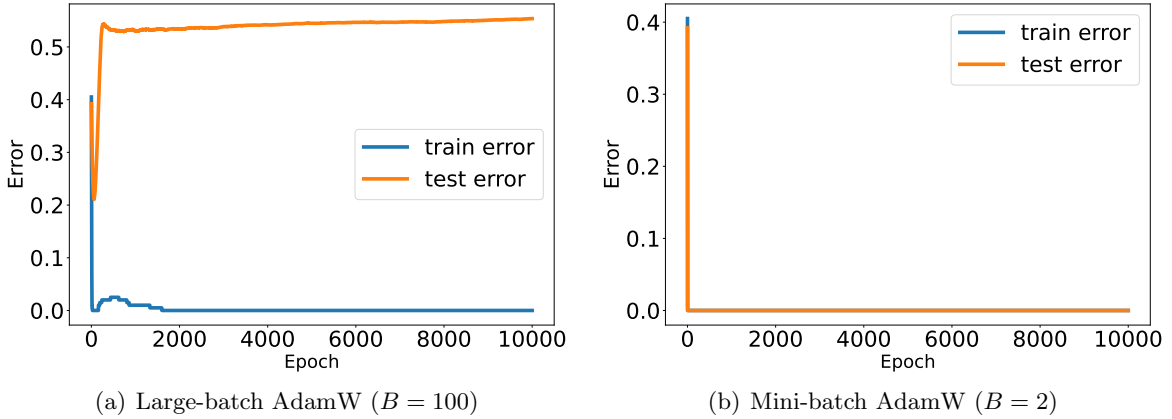 0.5
0.4
0.3
0.2
0.1
0.0
Error
train error
test error
0 2000 4000 6000 8000 10000
Epoch
(a) Large-batch AdamW (B = 100)
0.4
0.3
0.2
0.1
0.0
Error
train error
test error
0 2000 4000 6000 8000 10000
Epoch
(b) Mini-batch AdamW (B = 2)